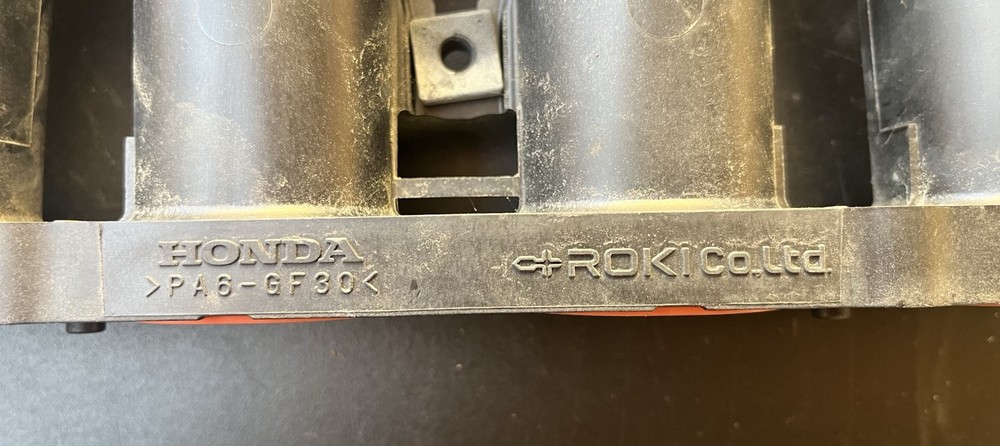 HONDA
>PA6-GF30<
ROKI Co.,Ltd.